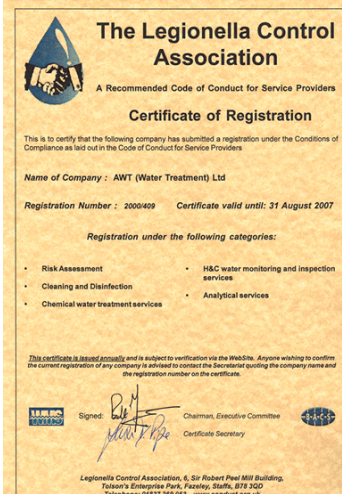 The Legionella Control
Association
A Recommended Code of Conduct for Service Providers
Certificate of Registration
This is to certify that the following company has submitted a registration under the Conditions of
Compliance as laid out in the Code of Conduct for Service Providers
Name of Company : AWT (Water Treatment) Ltd
Registration Number : 2000/409 Certificate valid until: 31 August 2007
Registration under the following categories:
• Risk Assessment
• Cleaning and Disinfection
• Chemical water treatment services
• H&C water monitoring and inspection
services
• Analytical services
This certificate is issued annually and is subject to verification via the WebSite. Anyone wishing to confirm
the current registration of any company is advised to contact the Secretariat quoting the company name and
the registration number on the certificate.
Signed:
Chairman, Executive Committee
Certificate Secretary
B·A·C·S
Legionella Control Association, 6, Sir Robert Peel Mill Building,
Tolson's Enterprise Park, Fazeley, Staffs, B78 3QD